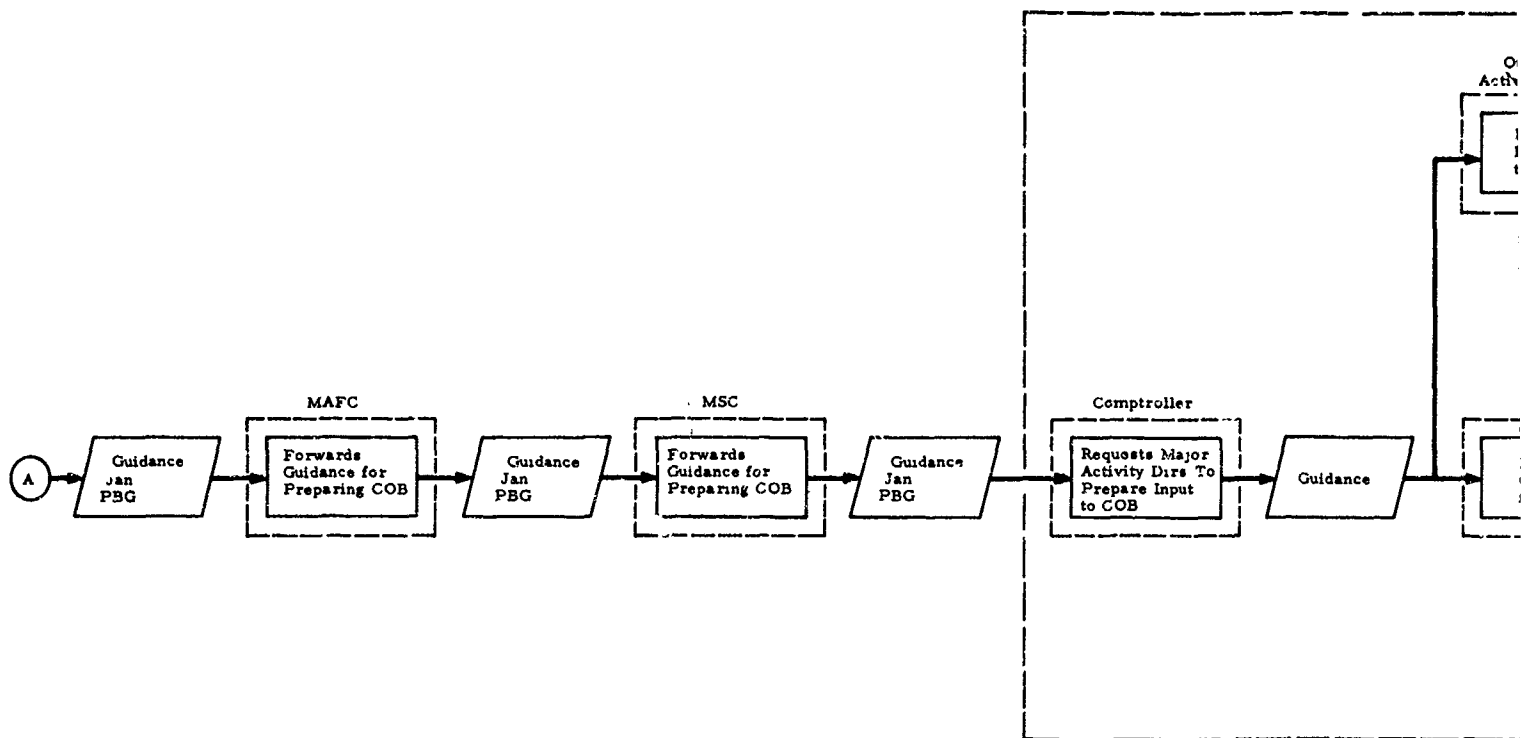 MAFC
MSC
Comptroller
A
Guidance
Jan
PBG
Forwards
Guidance for
Preparing COB
Guidance
Jan
PBG
Forwards
Guidance for
Preparing COB
Guidance
Jan
PBG
Requests Major
Activity Dirs To
Prepare Input
to COB
Guidance